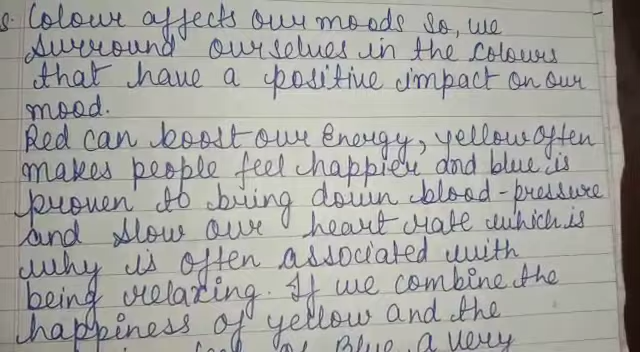 s. Colour affects our moods so, we
surround ourselves in the colours
that have a positive impact on our
mood.
Red can boost our energy, yellow often
makes people feel happier and blue is
proven to bring down blood-pressure
and slow our heart rate which is
why is often associated with
being relaxing. If we combine the
happiness of yellow and the
of Blue, a very